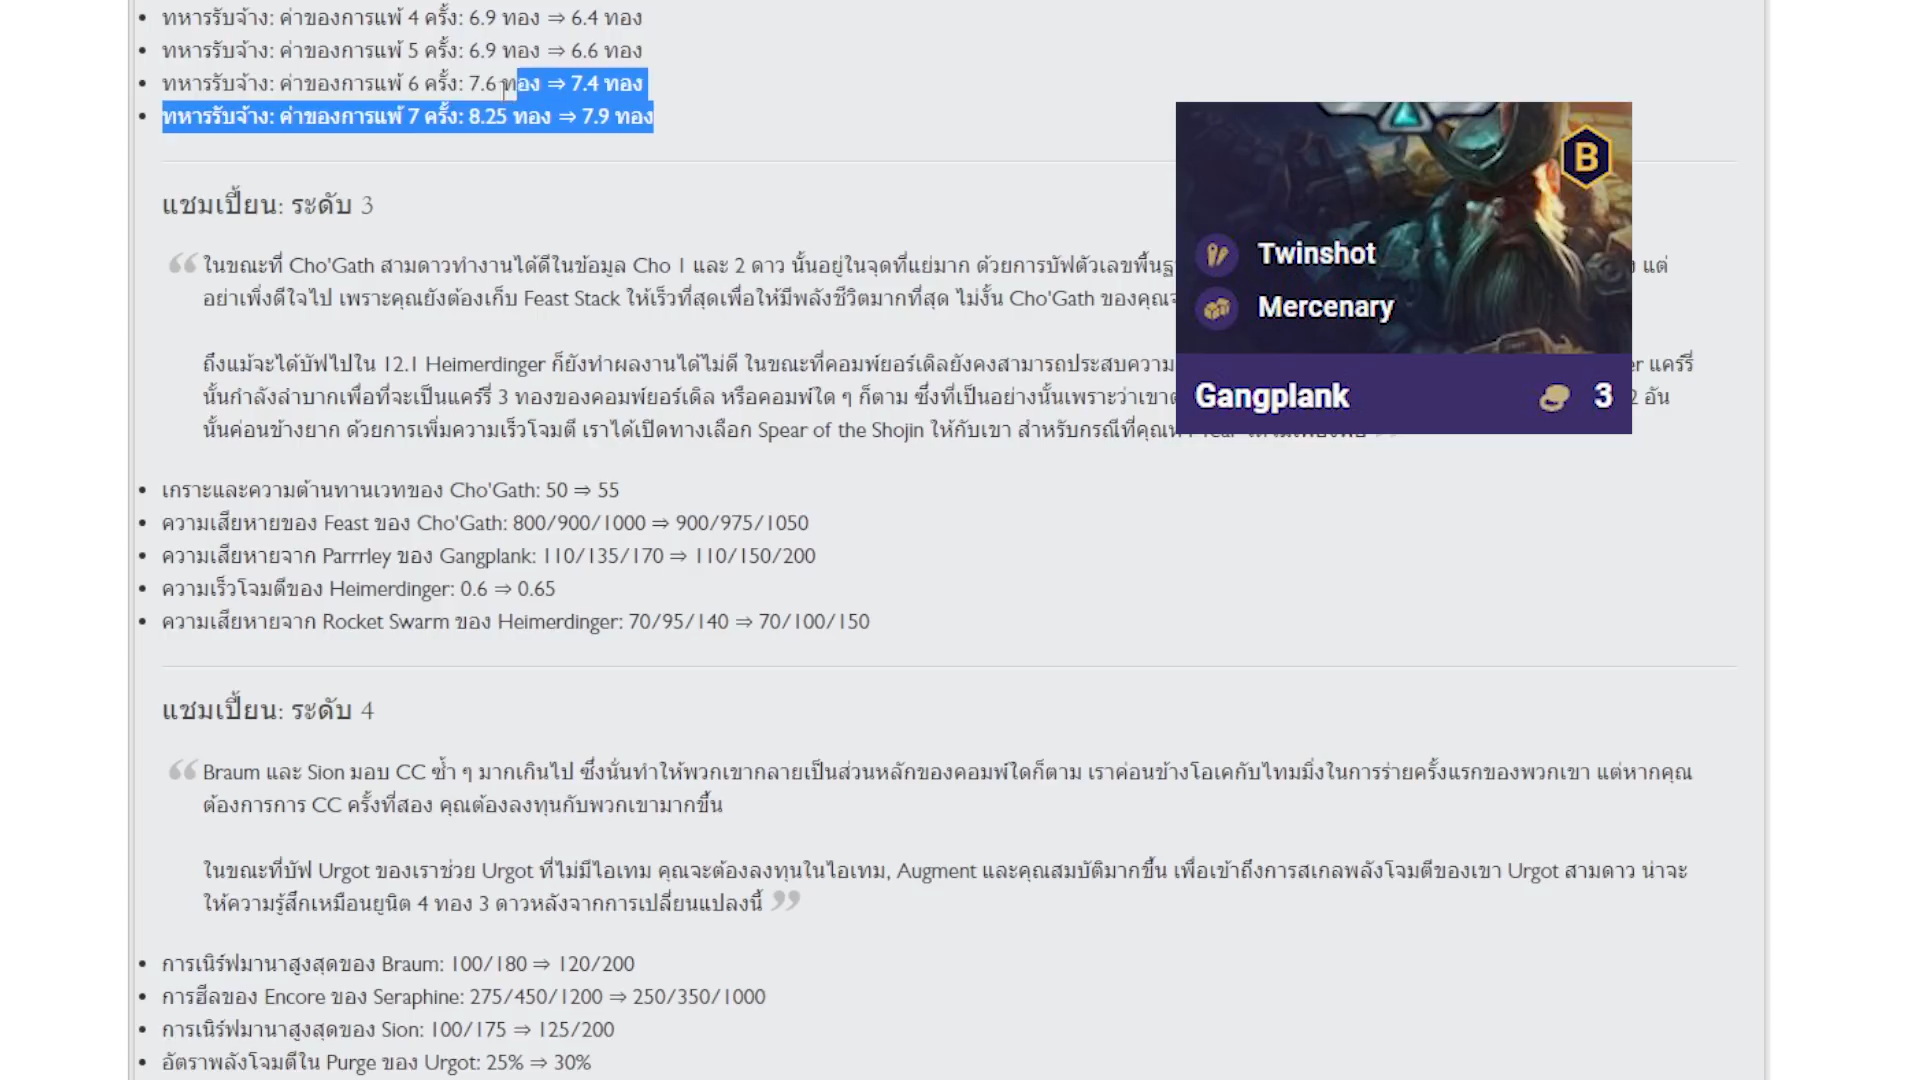 ทหารรับจ้าง: ค่าของการแพ้ 4 ครั้ง: 6.9 ทอง ⇒ 6.4 ทอง
ทหารรับจ้าง: ค่าของการแพ้ 5 ครั้ง: 6.9 ทอง ⇒ 6.6 ทอง
ทหารรับจ้าง: ค่าของการแพ้ 6 ครั้ง: 7.6 ทอง ⇒ 7.4 ทอง
ทหารรับจ้าง: ค่าของการแพ้ 7 ครั้ง: 8.25 ทอง ⇒ 7.9 ทอง
B
Twinshot
Mercenary
Gangplank 3
แชมเปี้ยน: ระดับ 3
ในขณะที่ Cho'Gath สามดาวทำงานได้ดีในข้อมูล Cho 1 และ 2 ดาว นั้นอยู่ในจุดที่แย่มาก ด้วยการบัฟตัวเลขพื้นฐ แต่
อย่าเพิ่งดีใจไป เพราะคุณยังต้องเก็บ Feast Stack ให้เร็วที่สุดเพื่อให้มีพลังชีวิตมากที่สุด ไม่งั้น Cho'Gath ของคุณ
ถึงแม้จะได้บัฟไปใน 12.1 Heimerdinger ก็ยังทำผลงานได้ไม่ดี ในขณะที่คอมพ์ยอร์เดิลยังคงสามารถประสบความ er แคร์รี่
นั้นกำลังลำบากเพื่อที่จะเป็นแคร์รี่ 3 ทองของคอมพ์ยอร์เดิล หรือคอมพ์ใด ๆ ก็ตาม ซึ่งที่เป็นอย่างนั้นเพราะว่าเขา 2 อัน
นั้นค่อนข้างยาก ด้วยการเพิ่มความเร็วโจมตี เราได้เปิดทางเลือก Spear of the Shojin ให้กับเขา สำหรับกรณีที่คุณ
เกราะและความต้านทานเวทของ Cho'Gath: 50 ⇒ 55
ความเสียหายของ Feast ของ Cho'Gath: 800/900/1000 ⇒ 900/975/1050
ความเสียหายจาก Parrrley ของ Gangplank: 110/135/170 ⇒ 110/150/200
ความเร็วโจมตีของ Heimerdinger: 0.6 ⇒ 0.65
ความเสียหายจาก Rocket Swarm ของ Heimerdinger: 70/95/140 ⇒ 70/100/150
แชมเปี้ยน: ระดับ 4
Braum และ Sion มอบ CC ซ้ำ ๆ มากเกินไป ซึ่งนั่นทำให้พวกเขากลายเป็นส่วนหลักของคอมพ์ใดก็ตาม เราค่อนข้างโอเคกับไทมมิ่งในการร่ายครั้งแรกของพวกเขา แต่หากคุณ
ต้องการการ CC ครั้งที่สอง คุณต้องลงทุนกับพวกเขามากขึ้น
ในขณะที่บัฟ Urgot ของเราช่วย Urgot ที่ไม่มีไอเทม คุณจะต้องลงทุนในไอเทม, Augment และคุณสมบัติมากขึ้น เพื่อเข้าถึงการสเกลพลังโจมตีของเขา Urgot สามดาว น่าจะ
ให้ความรู้สึกเหมือนยูนิต 4 ทอง 3 ดาวหลังจากการเปลี่ยนแปลงนี้
การเนิร์ฟมานาสูงสุดของ Braum: 100/180 ⇒ 120/200
การฮีลของ Encore ของ Seraphine: 275/450/1200 ⇒ 250/350/1000
การเนิร์ฟมานาสูงสุดของ Sion: 100/175 ⇒ 125/200
อัตราพลังโจมตีใน Purge ของ Urgot: 25% ⇒ 30%